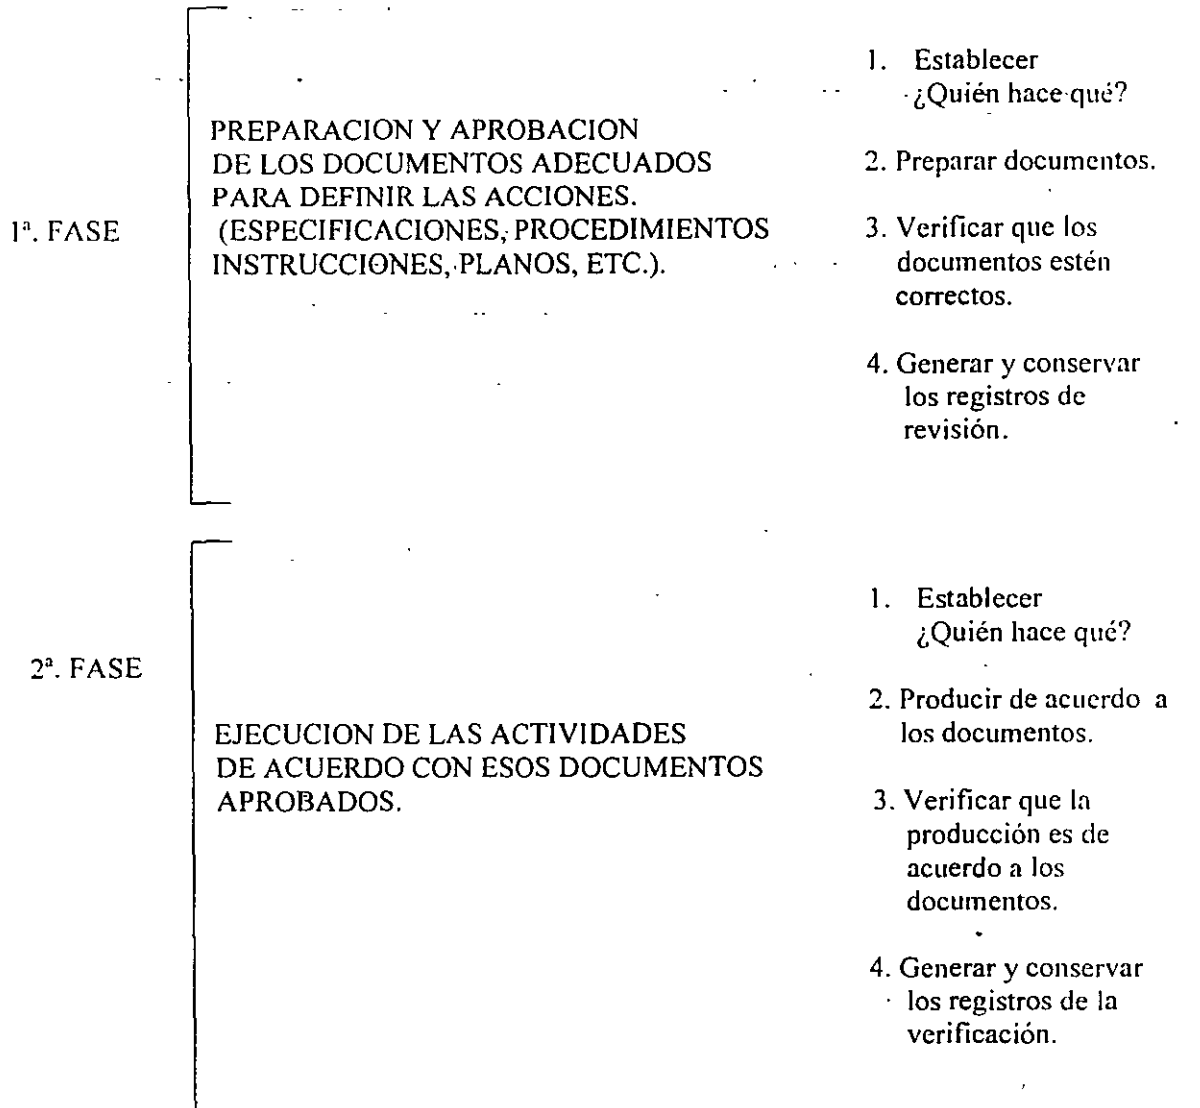 1ª. FASE
PREPARACION Y APROBACION
DE LOS DOCUMENTOS ADECUADOS
PARA DEFINIR LAS ACCIONES.
(ESPECIFICACIONES, PROCEDIMIENTOS
INSTRUCCIONES, PLANOS, ETC.).
1. Establecer
¿Quién hace qué?
2. Preparar documentos.
3. Verificar que los
documentos estén
correctos.
4. Generar y conservar
los registros de
revisión.
2ª. FASE
EJECUCION DE LAS ACTIVIDADES
DE ACUERDO CON ESOS DOCUMENTOS
APROBADOS.
1. Establecer
¿Quién hace qué?
2. Producir de acuerdo a
los documentos.
3. Verificar que la
producción es de
acuerdo a los
documentos.
4. Generar y conservar
los registros de la
verificación.